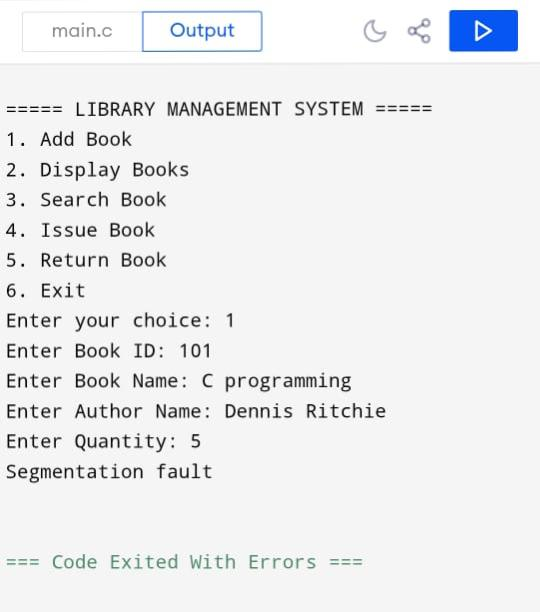 main.c Output
===== LIBRARY MANAGEMENT SYSTEM =====
1. Add Book
2. Display Books
3. Search Book
4. Issue Book
5. Return Book
6. Exit
Enter your choice: 1
Enter Book ID: 101
Enter Book Name: C programming
Enter Author Name: Dennis Ritchie
Enter Quantity: 5
Segmentation fault
=== Code Exited With Errors ===